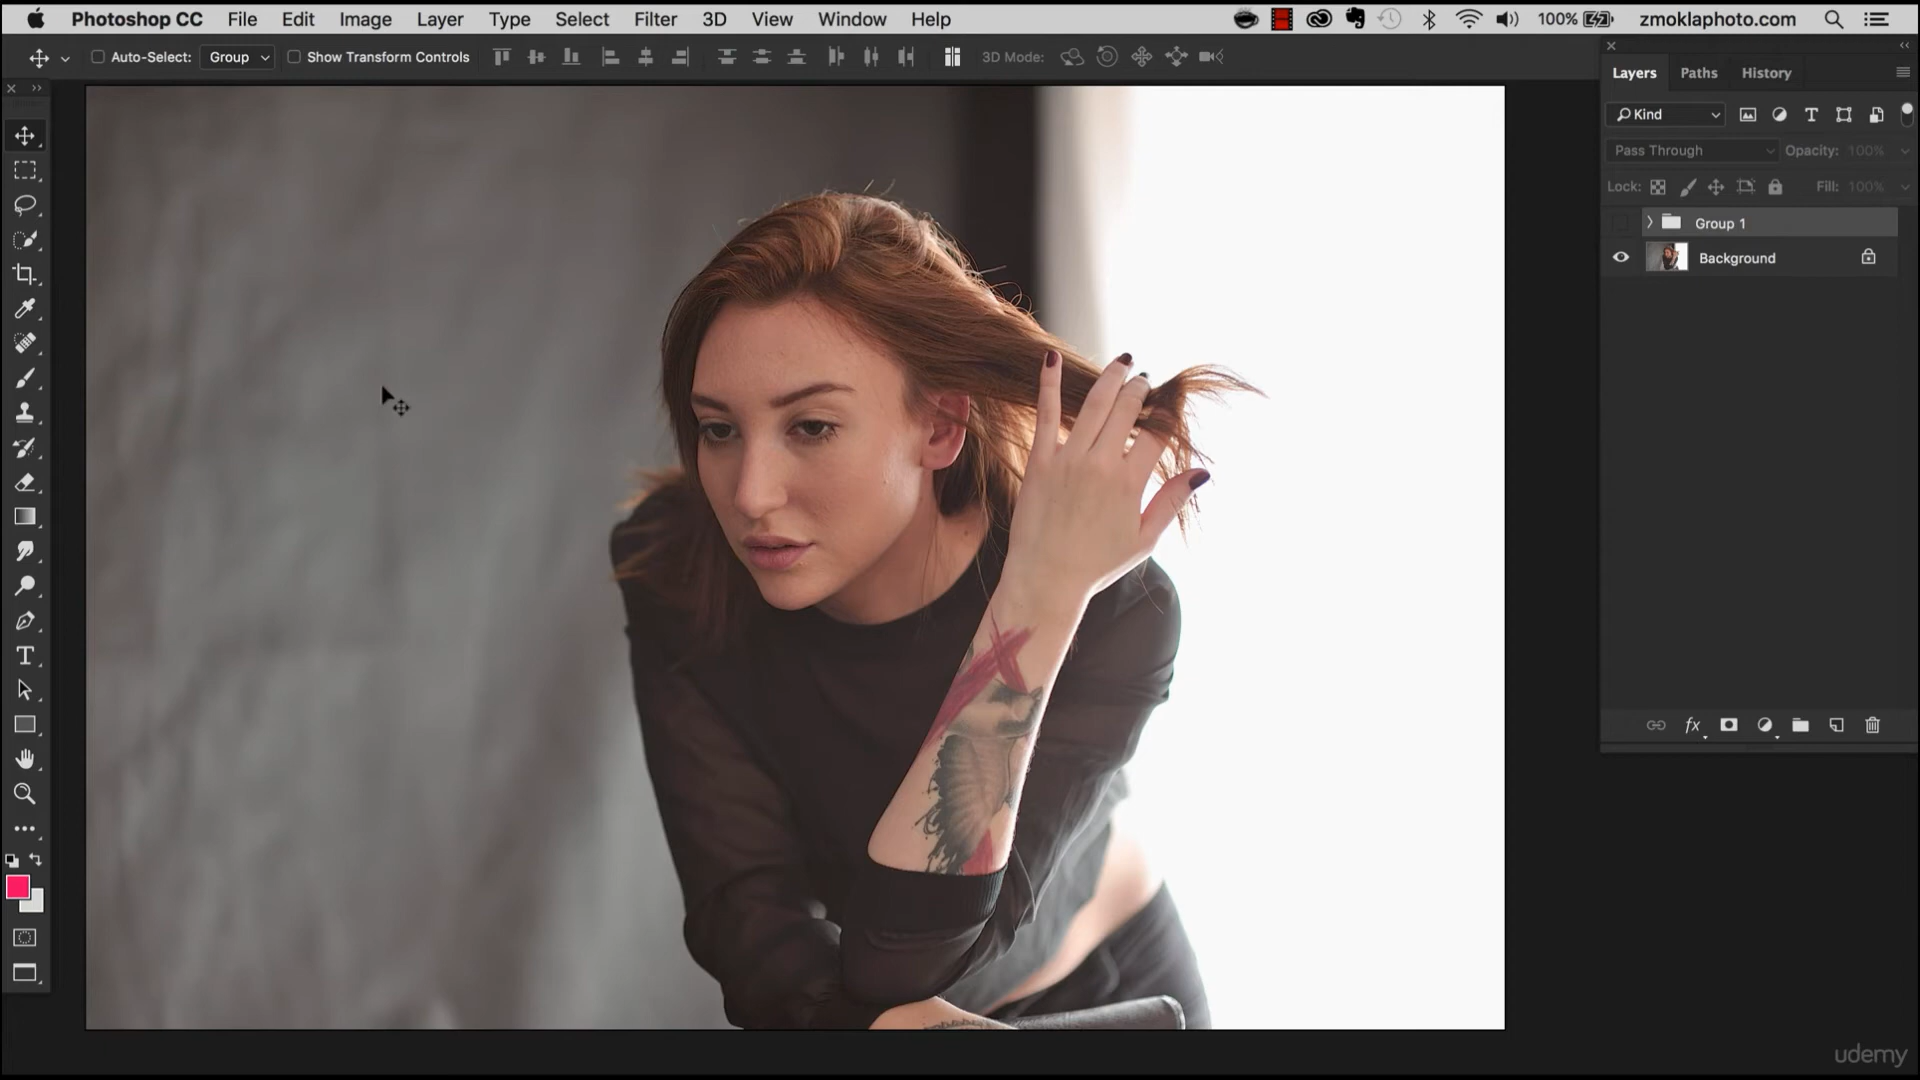 Photoshop CC File Edit Image Layer Type Select Filter 3D View Window Help 100% zmoklaphoto.com
Auto-Select: Group Show Transform Controls 3D Mode:
Layers Paths History
Kind
Pass Through Opacity: 100%
Lock: Fill: 100%
Group 1
Background
fx
udemy